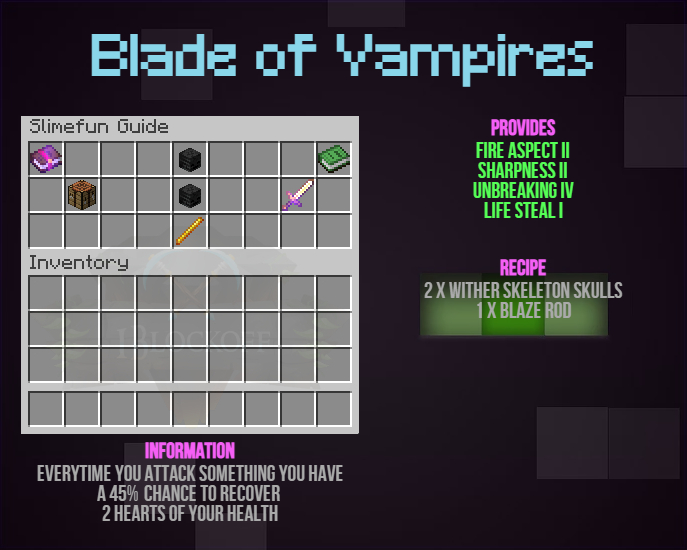 Blade of Vampires
Slimefun Guide
Inventory
IBLOCKOFF
INFORMATION
EVERYTIME YOU ATTACK SOMETHING YOU HAVE
A 45% CHANCE TO RECOVER
2 HEARTS OF YOUR HEALTH
PROVIDES
FIRE ASPECT II
SHARPNESS II
UNBREAKING IV
LIFE STEAL I
RECIPE
2 X WITHER SKELETON SKULLS
1 X BLAZE ROD